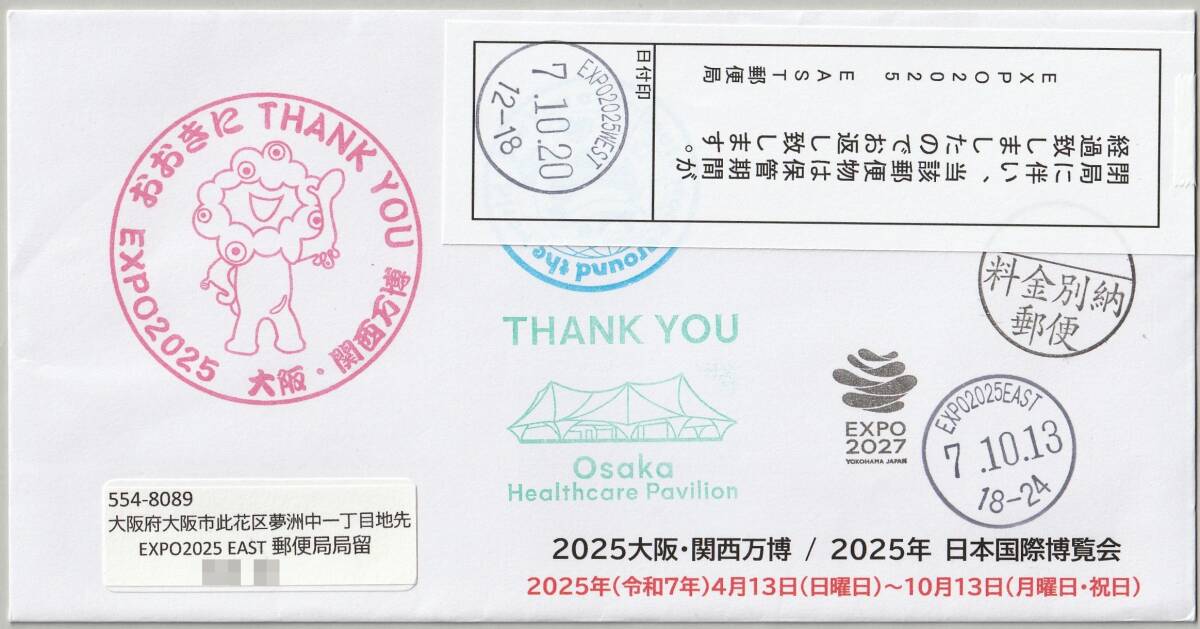 おおきに THANK YOU
EXPO2025 大阪・関西万博
日付印
EXPO2025WEST
7.10.20
12-18
閉局に伴い、当該郵便物は保管期間が
経過致しましたのでお返し致します。
EXPO2025 EAST郵便局
around the
THANK YOU
Osaka
Healthcare Pavilion
料金別納
郵便
EXPO
2027
YOKOHAMA JAPAN
EXPO2025EAST
7.10.13
18-24
554-8089
大阪府大阪市此花区夢洲中一丁目地先
EXPO2025 EAST 郵便局局留
2025大阪・関西万博 / 2025年 日本国際博覧会
2025年(令和7年)4月13日(日曜日)～10月13日(月曜日・祝日)